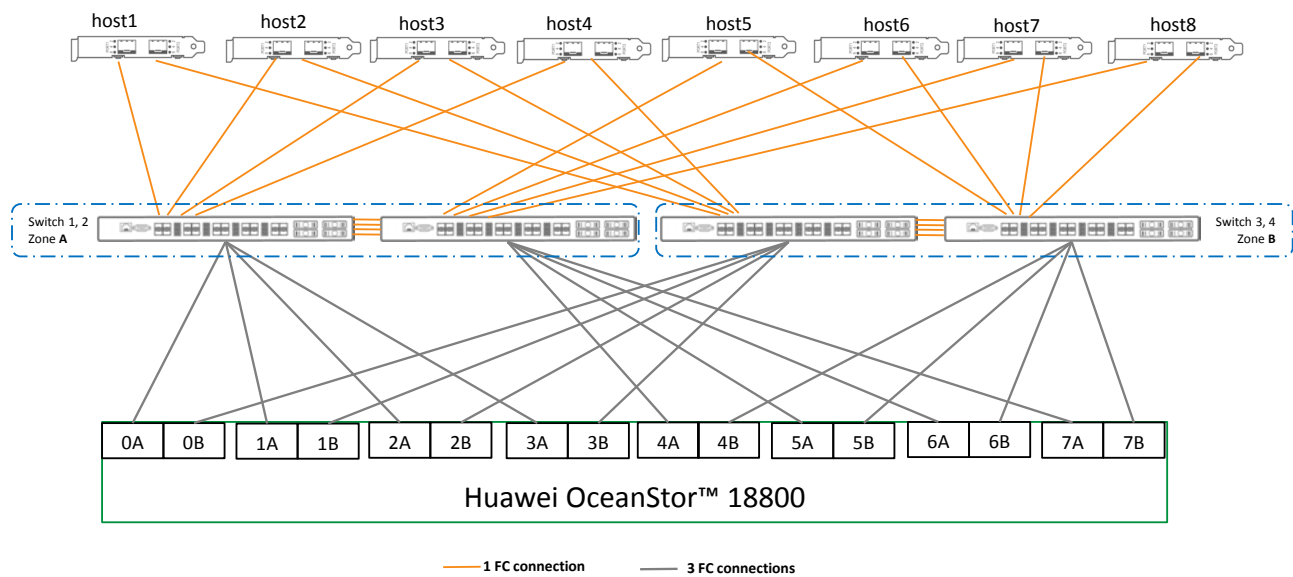 host1 host2 host3 host4 host5 host6 host7 host8
Switch 1, 2
Zone A
Switch 3, 4
Zone B
0A 0B 1A 1B 2A 2B 3A 3B 4A 4B 5A 5B 6A 6B 7A 7B
Huawei OceanStor™ 18800
1 FC connection
3 FC connections